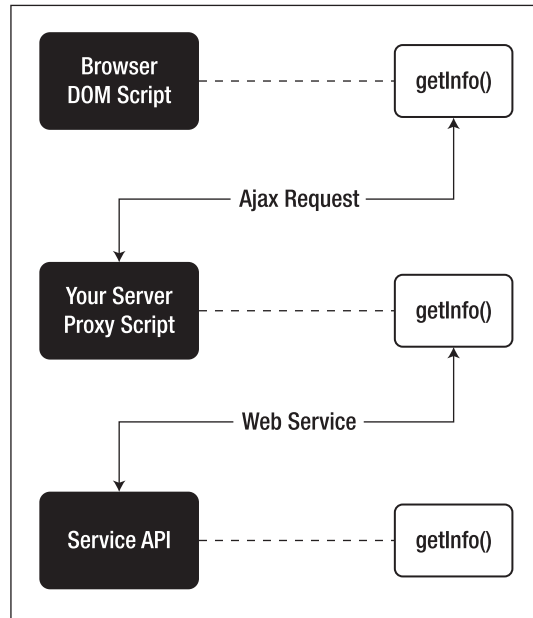 Browser
DOM Script
getInfo()
Ajax Request
Your Server
Proxy Script
getInfo()
Web Service
Service API
getInfo()